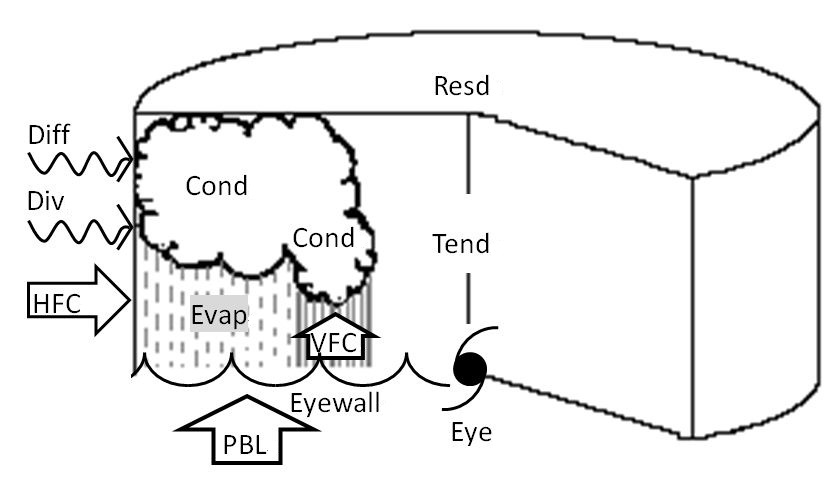 Resd
Diff
Cond
Div
Cond
Tend
HFC
Evap
VFC
Eyewall
Eye
PBL